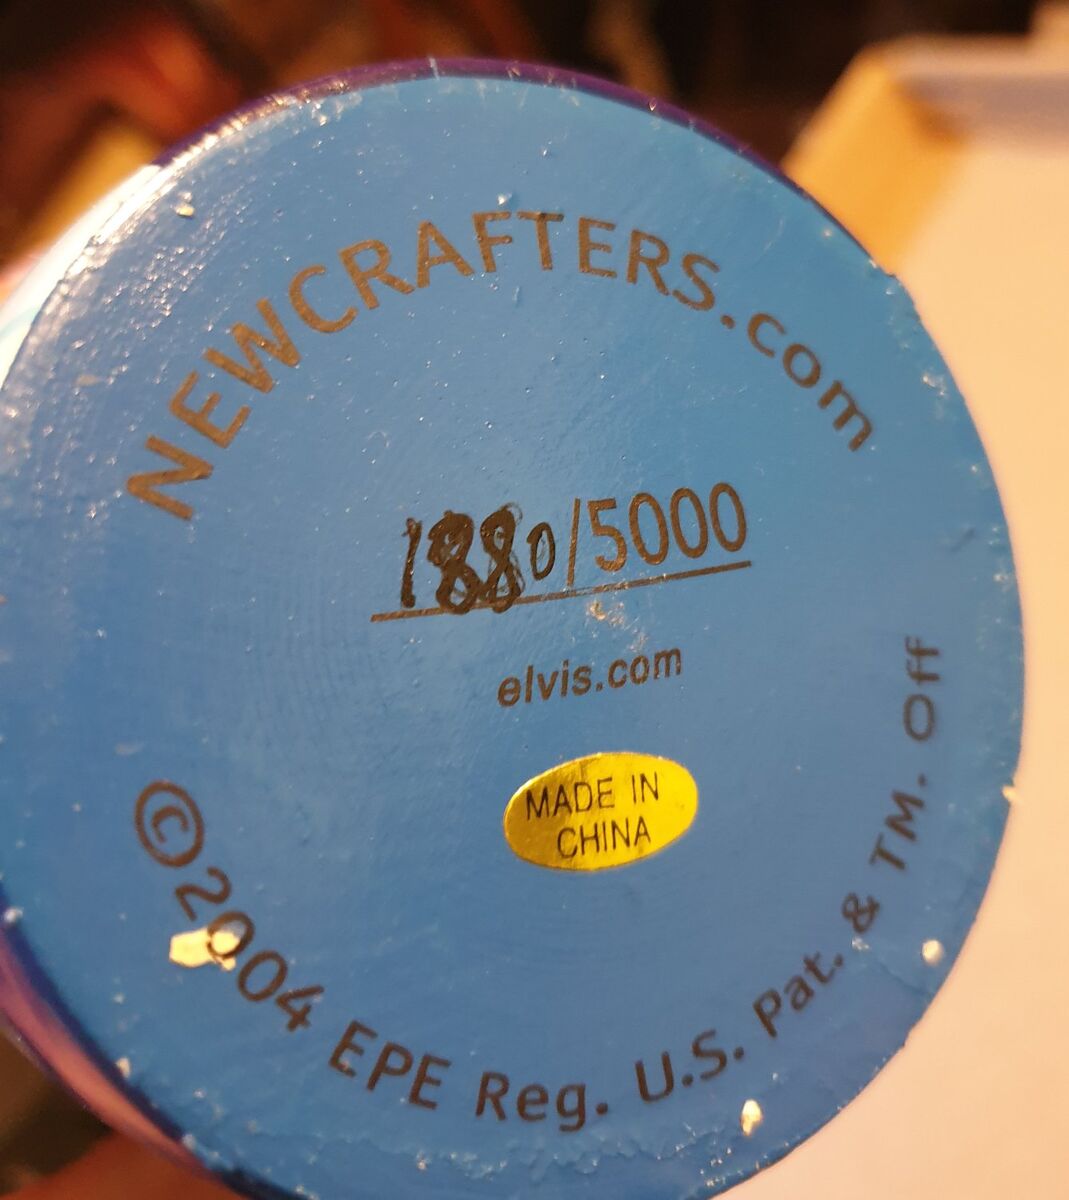 NEWCRAFTERS.com
1880/5000
elvis.com
MADE IN
CHINA
©2004 EPE Reg. U.S. Pat. & TM. Off